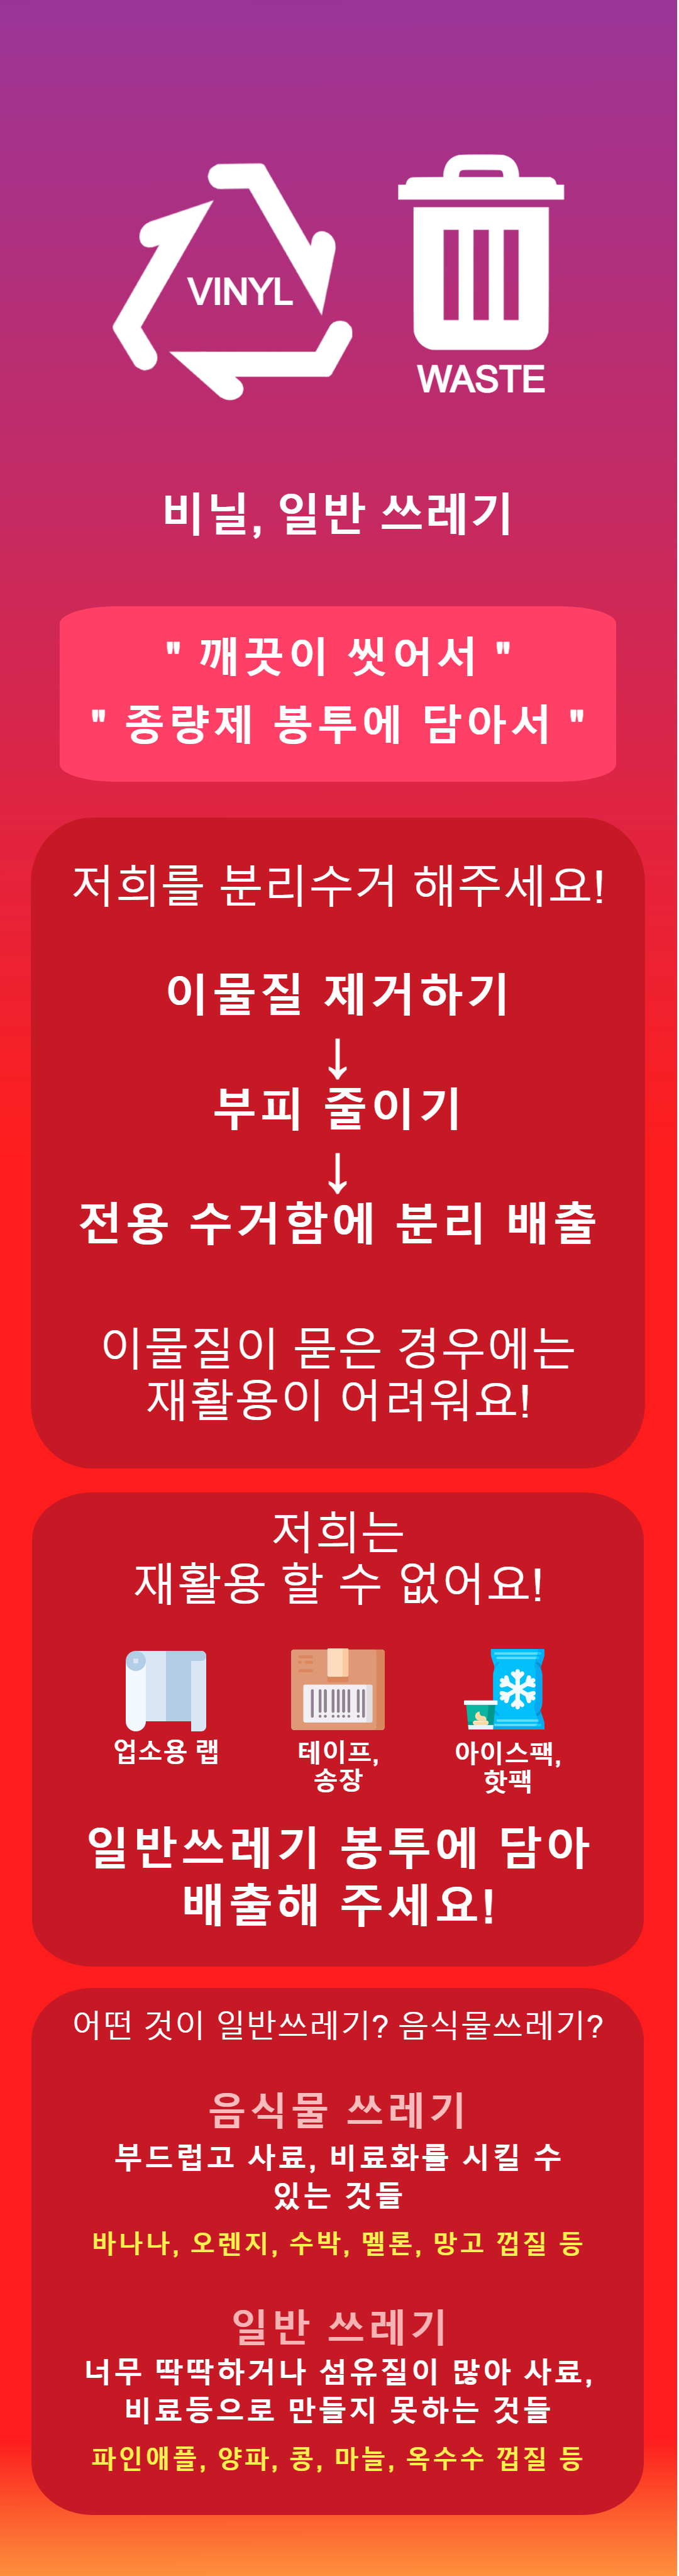 VINYL
WASTE
비닐, 일반 쓰레기
" 깨끗이 씻어서 "
" 종량제 봉투에 담아서 "
저희를 분리수거 해주세요!
이물질 제거하기
↓
부피 줄이기
↓
전용 수거함에 분리 배출
이물질이 묻은 경우에는
재활용이 어려워요!
저희는
재활용 할 수 없어요!
업소용 랩
테이프,
송장
아이스팩,
핫팩
일반쓰레기 봉투에 담아
배출해 주세요!
어떤 것이 일반쓰레기? 음식물쓰레기?
음식물 쓰레기
부드럽고 사료, 비료화를 시킬 수
있는 것들
바나나, 오렌지, 수박, 멜론, 망고 껍질 등
일반 쓰레기
너무 딱딱하거나 섬유질이 많아 사료,
비료등으로 만들지 못하는 것들
파인애플, 양파, 콩, 마늘, 옥수수 껍질 등